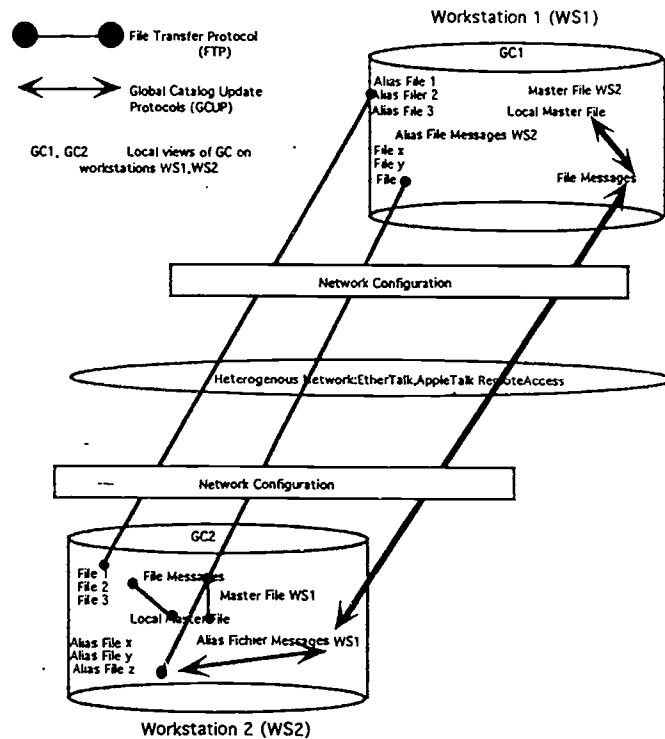 Workstation 1 (WS1)
File Transfer Protocol
(FTP)
Global Catalog Update
Protocols (GCUP)
GC1, GC2 Local views of GC on
workstations WS1,WS2
GC1
Alias File 1
Alias Filer 2
Alias File 3
Master File WS2
Local Master File
Alias File Messages WS2
File x
File y
File
File Messages
Network Configuration
Heterogenous Network:EtherTalk,AppleTalk RemoteAccess
Network Configuration
GC2
File 1
File 2
File 3
File Messages
Master File WS1
Local Master File
Alias File x
Alias File y
Alias File z
Alias Fichier Messages WS1
Workstation 2 (WS2)